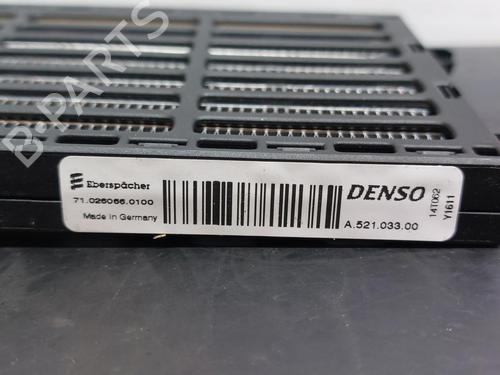 B-PARTS
Eberspächer
71.026066.0100
Made in Germany
DENSO
A.521.033.00
14T062
Y1611